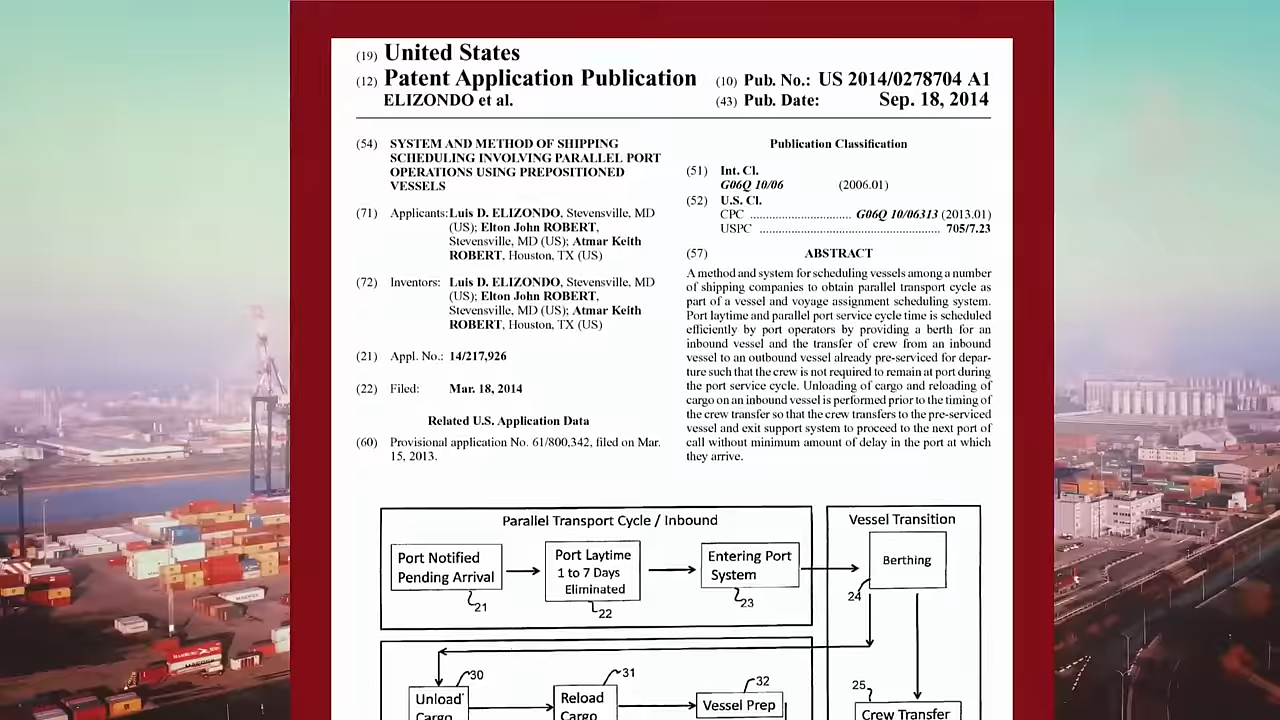 (19) United States
(12) Patent Application Publication
ELIZONDO et al.
(10) Pub. No.: US 2014/0278704 A1
(43) Pub. Date: Sep. 18, 2014
(54) SYSTEM AND METHOD OF SHIPPING
SCHEDULING INVOLVING PARALLEL PORT
OPERATIONS USING PREPOSITIONED
VESSELS
(71) Applicants: Luis D. ELIZONDO, Stevensville, MD
(US); Elton John ROBERT,
Stevensville, MD (US); Atmar Keith
ROBERT, Houston, TX (US)
(72) Inventors: Luis D. ELIZONDO, Stevensville, MD
(US); Elton John ROBERT,
Stevensville, MD (US); Atmar Keith
ROBERT, Houston, TX (US)
(21) Appl. No.: 14/217,926
(22) Filed: Mar. 18, 2014
Related U.S. Application Data
(60) Provisional application No. 61/800,342, filed on Mar.
15, 2013.
Publication Classification
(51) Int. Cl.
G06Q 10/06 (2006.01)
(52) U.S. Cl.
CPC ................................ G06Q 10/06313 (2013.01)
USPC ........................................................ 705/7.23
(57) ABSTRACT
A method and system for scheduling vessels among a number
of shipping companies to obtain parallel transport cycle as
part of a vessel and voyage assignment scheduling system.
Port laytime and parallel port service cycle time is scheduled
efficiently by port operators by providing a berth for an
inbound vessel and the transfer of crew from an inbound
vessel to an outbound vessel already pre-serviced for depar-
ture such that the crew is not required to remain at port during
the port service cycle. Unloading of cargo and reloading of
cargo on an inbound vessel is performed prior to the timing of
the crew transfer so that the crew transfers to the pre-serviced
vessel and exit support system to proceed to the next port of
call without minimum amount of delay in the port at which
they arrive.
Parallel Transport Cycle / Inbound
Vessel Transition
Port Notified
Pending Arrival
21
Port Laytime
1 to 7 Days
Eliminated
22
Entering Port
System
23
Berthing
24
30
Unload
Cargo
31
Reload
Cargo
32
Vessel Prep
25
Crew Transfer